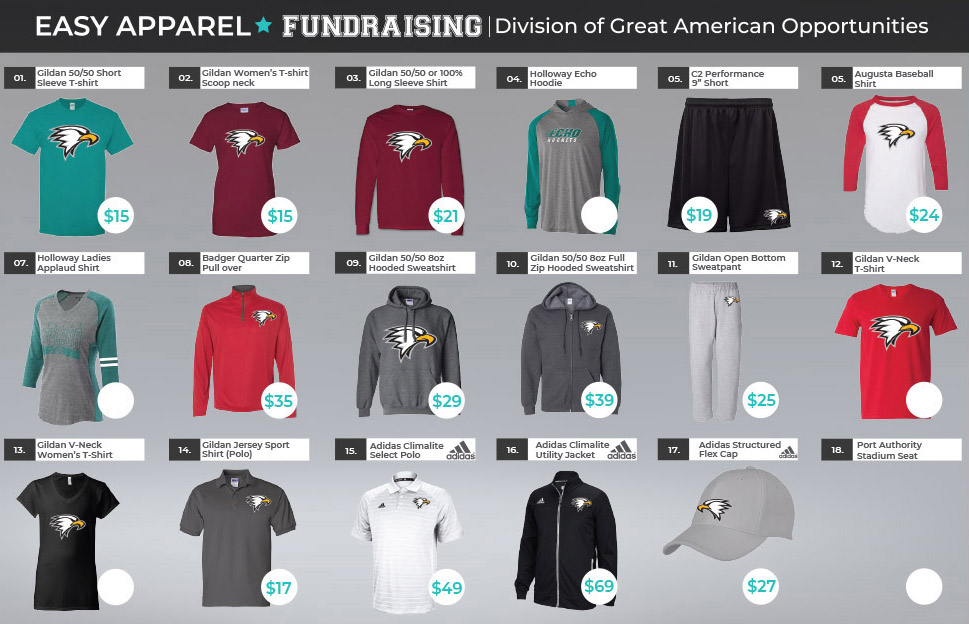 EASY APPAREL FUNDRAISING | Division of Great American Opportunities
01. Gildan 50/50 Short
Sleeve T-shirt
$15
02. Gildan Women's T-shirt
Scoop neck
$15
03. Gildan 50/50 or 100%
Long Sleeve Shirt
$21
04. Holloway Echo
Hoodie
ECHO
HOCKETS
05. C2 Performance
9" Short
$19
05. Augusta Baseball
Shirt
$24
07. Holloway Ladies
Applaud Shirt
08. Badger Quarter Zip
Pull over
$35
09. Gildan 50/50 8oz
Hooded Sweatshirt
$29
10. Gildan 50/50 8oz Full
Zip Hooded Sweatshirt
$39
11. Gildan Open Bottom
Sweatpant
$25
12. Gildan V-Neck
T-Shirt
13. Gildan V-Neck
Women's T-Shirt
14. Gildan Jersey Sport
Shirt (Polo)
$17
15. Adidas Climalite
Select Polo
adidas
$49
16. Adidas Climalite
Utility Jacket
adidas
$69
17. Adidas Structured
Flex Cap
adidas
$27
18. Port Authority
Stadium Seat